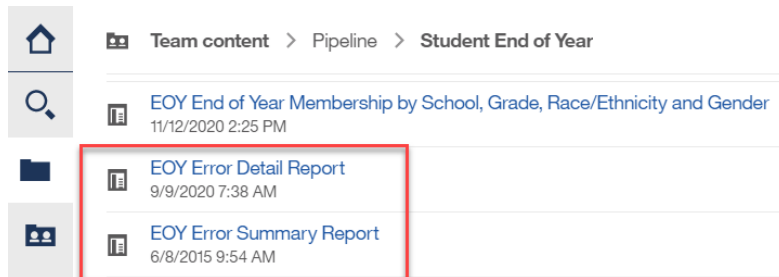 Team content > Pipeline > Student End of Year
EOY End of Year Membership by School, Grade, Race/Ethnicity and Gender
11/12/2020 2:25 PM
EOY Error Detail Report
9/9/2020 7:38 AM
EOY Error Summary Report
6/8/2015 9:54 AM